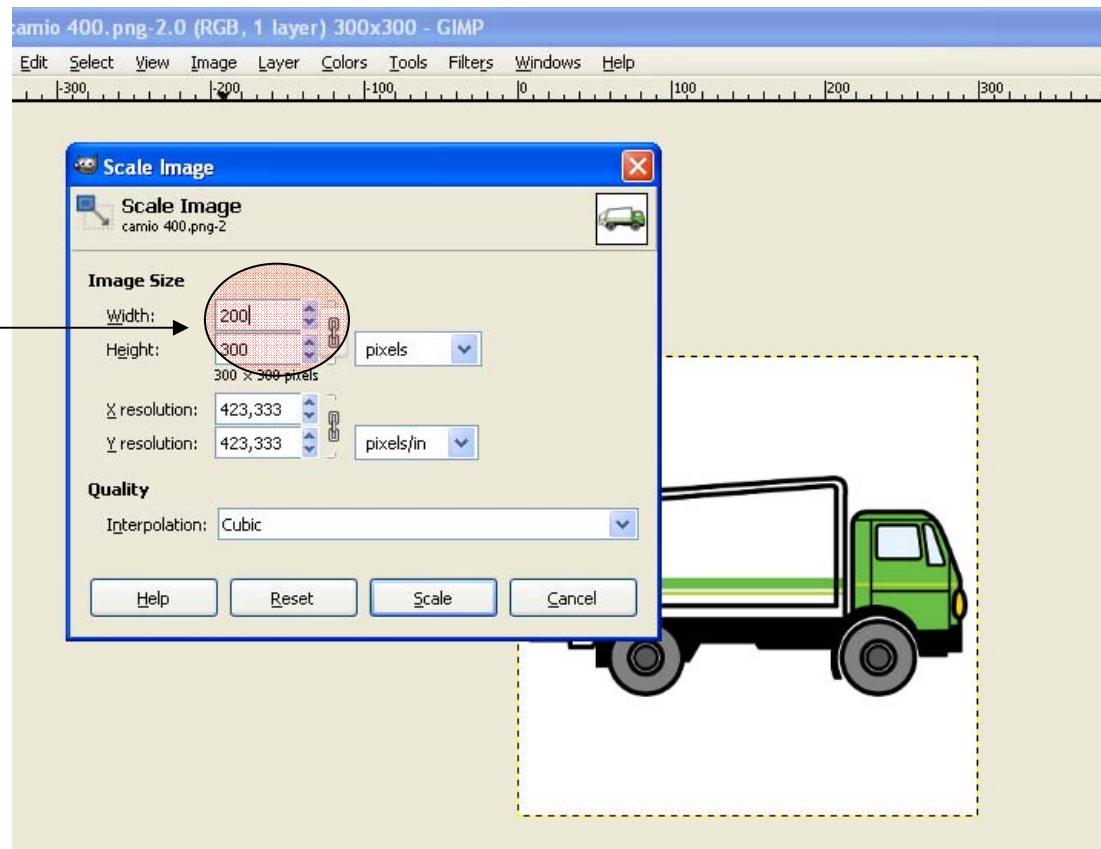 camio 400.png-2.0 (RGB, 1 layer) 300x300 - GIMP
Edit Select View Image Layer Colors Tools Filters Windows Help
-300 -200 -100 0 100 200 300
Scale Image
Scale Image
camio 400.png-2
Image Size
Width: 200
Height: 300 pixels
300 × 300 pixels
X resolution: 423,333
Y resolution: 423,333 pixels/in
Quality
Interpolation: Cubic
Help Reset Scale Cancel